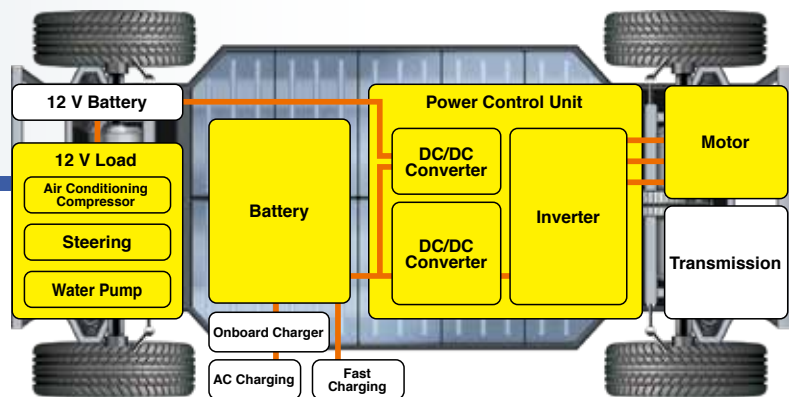 12 V Battery
12 V Load
Air Conditioning
Compressor
Steering
Water Pump
Battery
Onboard Charger
AC Charging
Fast
Charging
Power Control Unit
DC/DC
Converter
DC/DC
Converter
Inverter
Motor
Transmission